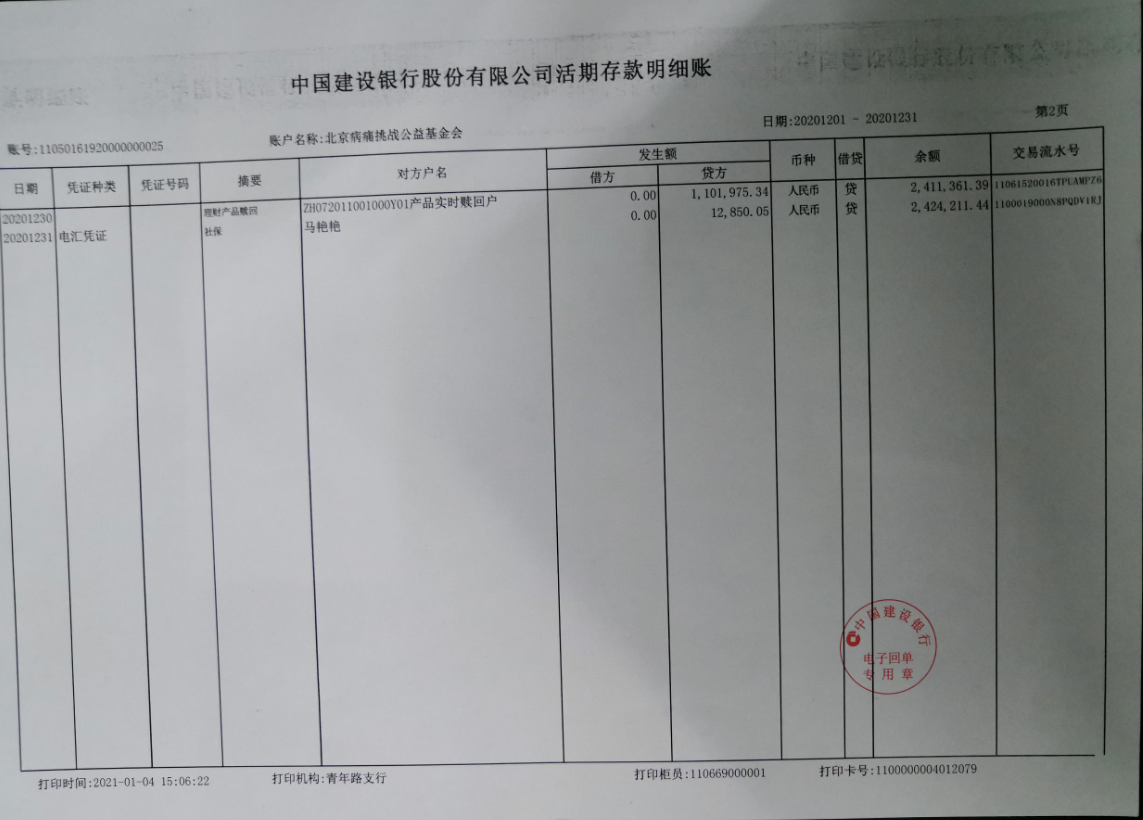 中国建设银行股份有限公司活期存款明细账
账号:11050161920000000025 账户名称:北京病痛挑战公益基金会 日期:20201201 - 20201231 第2页
日期 凭证种类 凭证号码 摘要 对方户名 发生额 币种 借贷 余额 交易流水号
借方 贷方
20201230 理财产品赎回 ZH072011001000Y01产品实时赎回户 0.00 1,101,975.34 人民币 贷 2,411,361.39 11061520016TPLAMPZ6
20201231 电汇凭证 社保 马艳艳 0.00 12,850.05 人民币 贷 2,424,211.44 1100019000N8PQDV1RJ
中国建设银行
电子回单
专用章
打印时间:2021-01-04 15:06:22 打印机构:青年路支行 打印柜员:110669000001 打印卡号:1100000004012079